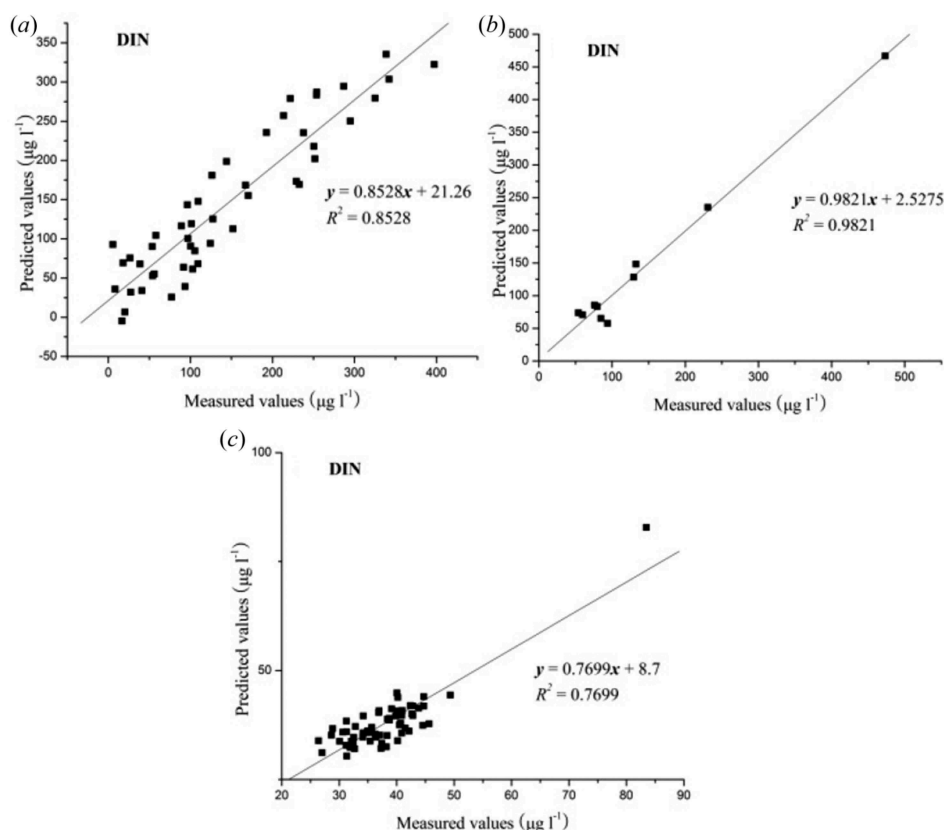 (a)
DIN
350
300
250
200
150
100
50
0
-50
Predicted values (µg l⁻¹)
y = 0.8528x + 21.26
R² = 0.8528
0 100 200 300 400
Measured values (µg l⁻¹)
(b)
DIN
500
450
400
350
300
250
200
150
100
50
0
Predicted values (µg l⁻¹)
y = 0.9821x + 2.5275
R² = 0.9821
0 100 200 300 400 500
Measured values (µg l⁻¹)
(c)
DIN
100
50
Predicted values (µg l⁻¹)
y = 0.7699x + 8.7
R² = 0.7699
20 30 40 50 60 70 80 90
Measured values (µg l⁻¹)